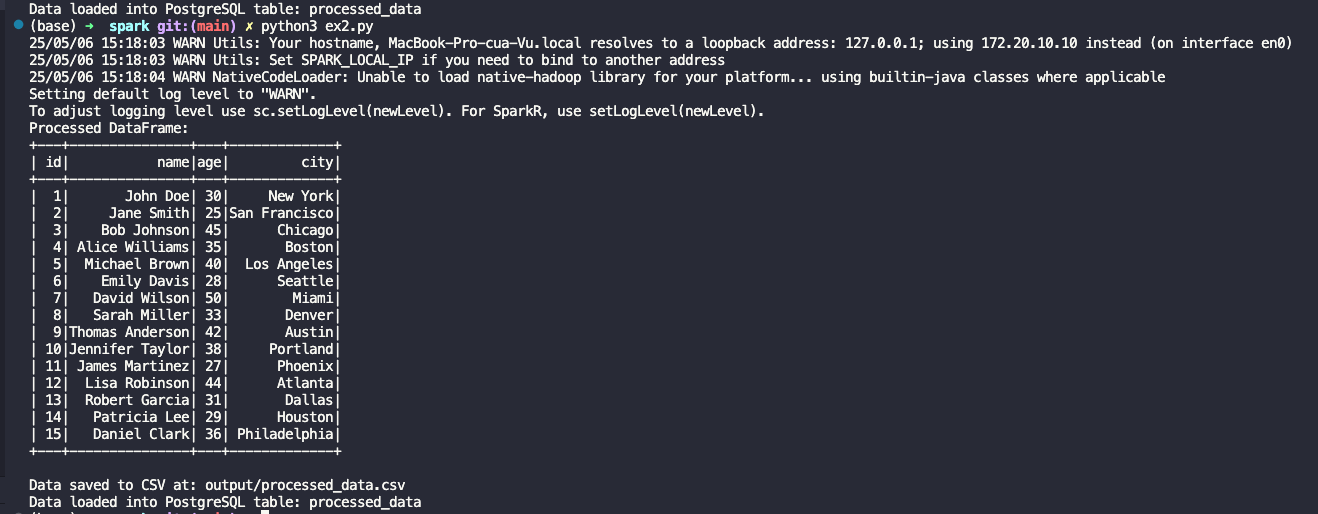 Data loaded into PostgreSQL table: processed_data
(base) → spark git:(main) ✗ python3 ex2.py
25/05/06 15:18:03 WARN Utils: Your hostname, MacBook-Pro-cua-Vu.local resolves to a loopback address: 127.0.0.1; using 172.20.10.10 instead (on interface en0)
25/05/06 15:18:03 WARN Utils: Set SPARK_LOCAL_IP if you need to bind to another address
25/05/06 15:18:04 WARN NativeCodeLoader: Unable to load native-hadoop library for your platform... using builtin-java classes where applicable
Setting default log level to "WARN".
To adjust logging level use sc.setLogLevel(newLevel). For SparkR, use setLogLevel(newLevel).
Processed DataFrame:
+---+---------------+---+-------------+
| id|           name|age|         city|
+---+---------------+---+-------------+
|  1|       John Doe| 30|     New York|
|  2|     Jane Smith| 25|San Francisco|
|  3|    Bob Johnson| 45|      Chicago|
|  4| Alice Williams| 35|       Boston|
|  5|  Michael Brown| 40|  Los Angeles|
|  6|    Emily Davis| 28|      Seattle|
|  7|   David Wilson| 50|        Miami|
|  8|   Sarah Miller| 33|       Denver|
|  9|Thomas Anderson| 42|       Austin|
| 10|Jennifer Taylor| 38|     Portland|
| 11| James Martinez| 27|      Phoenix|
| 12|  Lisa Robinson| 44|      Atlanta|
| 13|  Robert Garcia| 31|       Dallas|
| 14|   Patricia Lee| 29|      Houston|
| 15|   Daniel Clark| 36| Philadelphia|
+---+---------------+---+-------------+
Data saved to CSV at: output/processed_data.csv
Data loaded into PostgreSQL table: processed_data